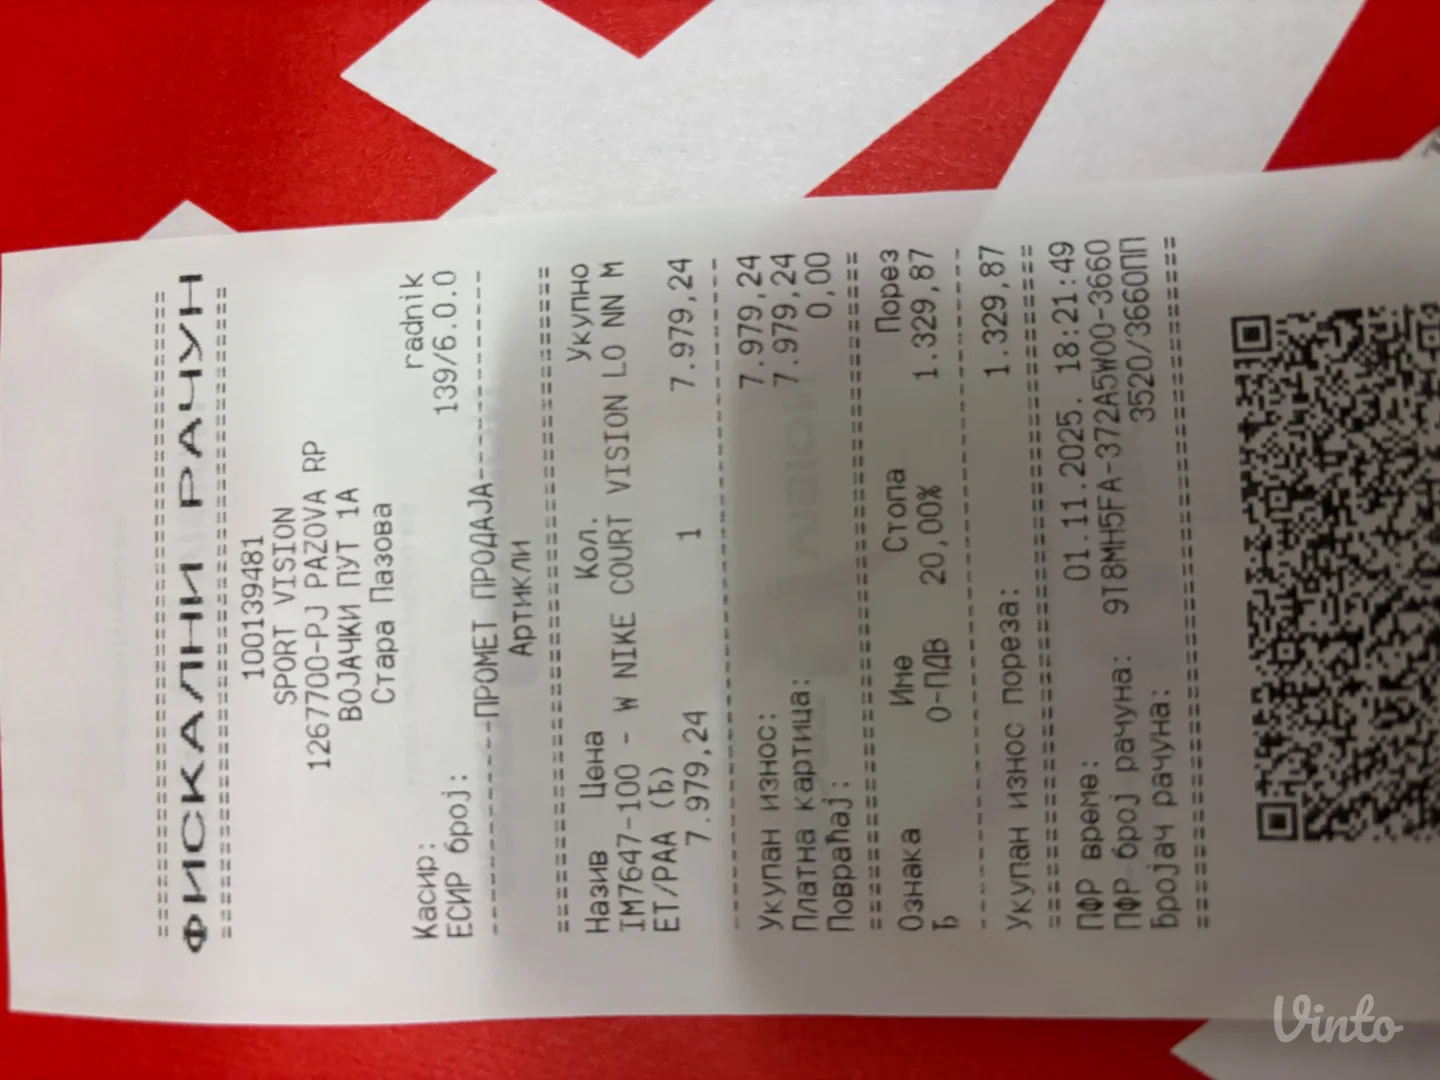 ====================================
ФИСКАЛНИ РАЧУН
====================================
100139481
SPORT VISION
1267700-PJ PAZOVA RP
ВОЈАЧКИ ПУТ 1А
Стара Пазова
Касир: radnik
ЕСИР број: 139/6.0.0
-----------ПРОМЕТ ПРОДАЈА-----------
Артикли
====================================
Назив Цена Кол. Укупно
IM7647-100 - W NIKE COURT VISION LO NN M
ET/PAA (Ђ)
7.979,24 1 7.979,24
------------------------------------
Укупан износ: 7.979,24
Платна картица: 7.979,24
Повраћај: 0,00
====================================
Ознака Име Стопа Порез
Ђ О-ПДВ 20,00% 1.329,87
------------------------------------
Укупан износ пореза: 1.329,87
====================================
ПФР време: 01.11.2025. 18:21:49
ПФР број рачуна: 9T8MH5FA-372A5WOO-3660
Бројач рачуна: 3520/3660ПП
====================================
Vinto